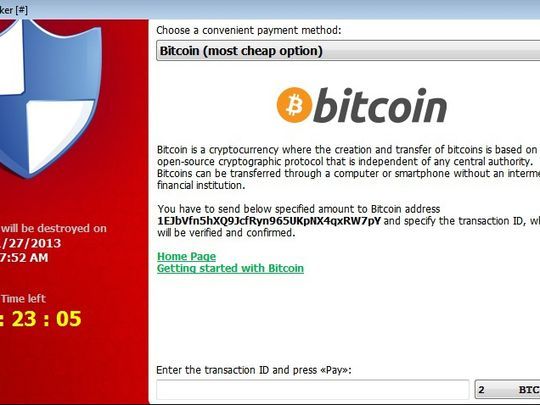 ker [#]
Choose a convenient payment method:
Bitcoin (most cheap option)
bitcoin
Bitcoin is a cryptocurrency where the creation and transfer of bitcoins is based on
open-source cryptographic protocol that is independent of any central authority.
Bitcoins can be transferred through a computer or smartphone without an interme
financial institution.
You have to send below specified amount to Bitcoin address
1EJbVfn5hXQ9JcfRyn965UKpNX4qxRW7pY and specify the transaction ID, wh
will be verified and confirmed.
Home Page
Getting started with Bitcoin
will be destroyed on
/27/2013
7:52 AM
Time left
: 23 : 05
Enter the transaction ID and press «Pay»:
2 BTC